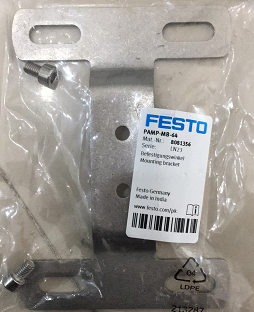 FESTO
PAMP-MB-64
Mat.-Nr.: 8081356
Serie: LN23
Befestigungswinkel
Mounting bracket
Festo Germany
Made in India
www.festo.com/pk
04
LDPE